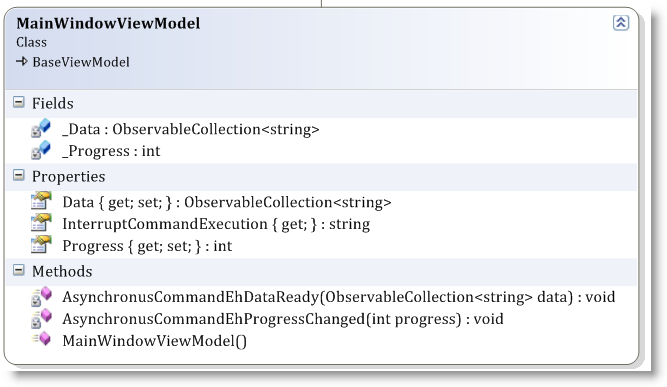 MainWindowViewModel
Class
BaseViewModel
Fields
_Data : ObservableCollection<string>
_Progress : int
Properties
Data { get; set; } : ObservableCollection<string>
InterruptCommandExecution { get; } : string
Progress { get; set; } : int
Methods
AsynchronusCommandEhDataReady(ObservableCollection<string> data) : void
AsynchronusCommandEhProgressChanged(int progress) : void
MainWindowViewModel()